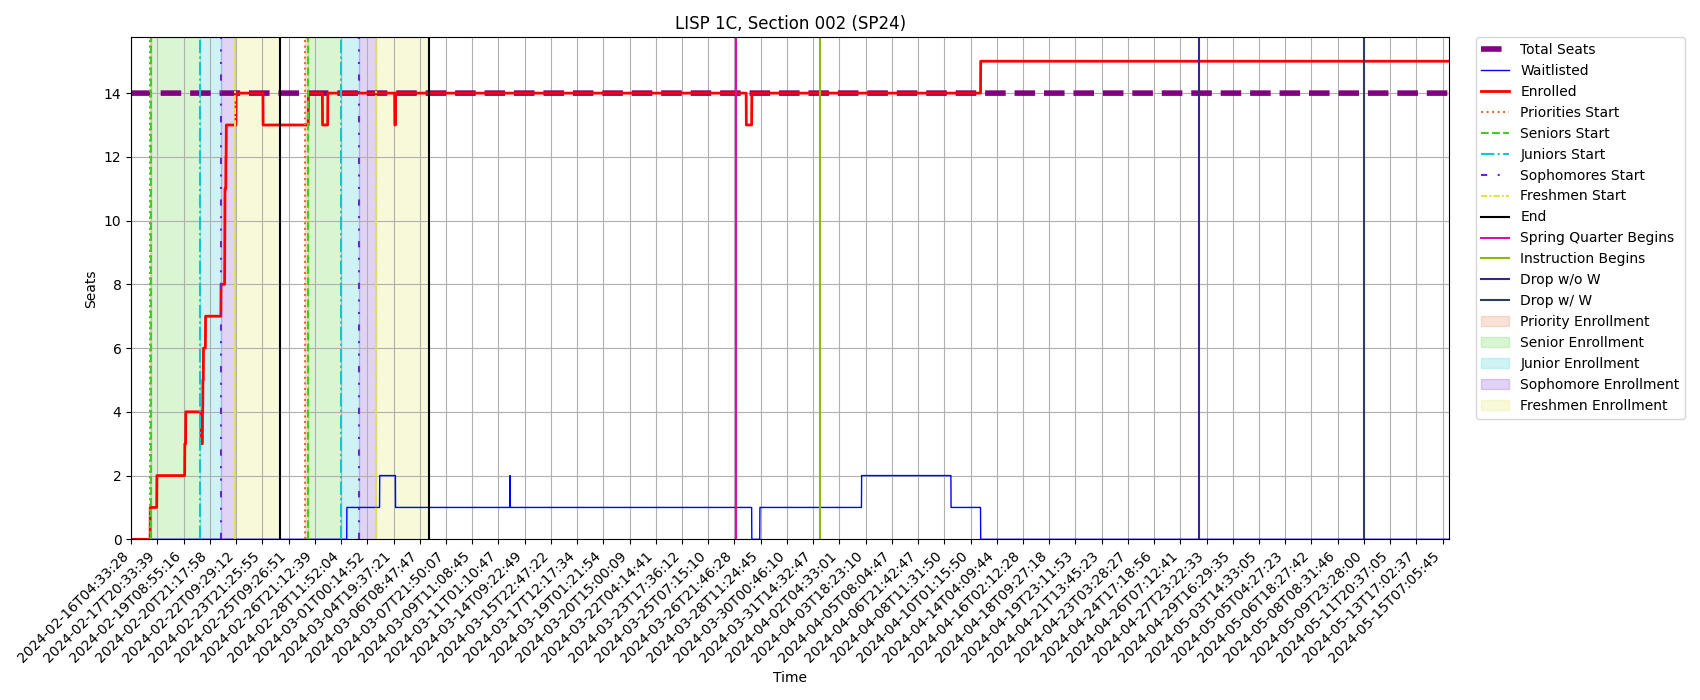 LISP 1C, Section 002 (SP24)
Seats
14
12
10
8
6
4
2
0
2024-02-16T04:33:28
2024-02-17T20:33:39
2024-02-19T08:55:16
2024-02-20T21:17:58
2024-02-22T09:29:12
2024-02-23T21:25:55
2024-02-25T09:26:51
2024-02-26T21:12:39
2024-02-28T11:52:04
2024-03-01T00:14:52
2024-03-04T19:37:21
2024-03-06T08:47:47
2024-03-07T21:50:07
2024-03-09T11:08:45
2024-03-11T01:10:47
2024-03-14T09:22:49
2024-03-15T22:47:22
2024-03-17T12:17:34
2024-03-19T01:21:54
2024-03-20T15:00:09
2024-03-22T04:14:41
2024-03-23T17:36:12
2024-03-25T07:15:10
2024-03-26T21:46:28
2024-03-28T11:24:45
2024-03-30T00:46:10
2024-03-31T14:32:47
2024-04-02T04:33:01
2024-04-03T18:23:10
2024-04-05T08:04:47
2024-04-06T21:42:47
2024-04-08T11:31:50
2024-04-10T01:15:50
2024-04-14T04:09:44
2024-04-16T02:12:28
2024-04-18T09:27:18
2024-04-19T23:11:53
2024-04-21T13:45:23
2024-04-23T03:28:27
2024-04-24T17:18:56
2024-04-26T07:12:41
2024-04-27T23:22:33
2024-04-29T16:29:35
2024-05-03T14:33:05
2024-05-05T04:27:23
2024-05-06T18:27:42
2024-05-08T08:31:46
2024-05-09T23:28:00
2024-05-11T20:37:05
2024-05-13T17:02:37
2024-05-15T07:05:45
Time
Total Seats
Waitlisted
Enrolled
Priorities Start
Seniors Start
Juniors Start
Sophomores Start
Freshmen Start
End
Spring Quarter Begins
Instruction Begins
Drop w/o W
Drop w/ W
Priority Enrollment
Senior Enrollment
Junior Enrollment
Sophomore Enrollment
Freshmen Enrollment